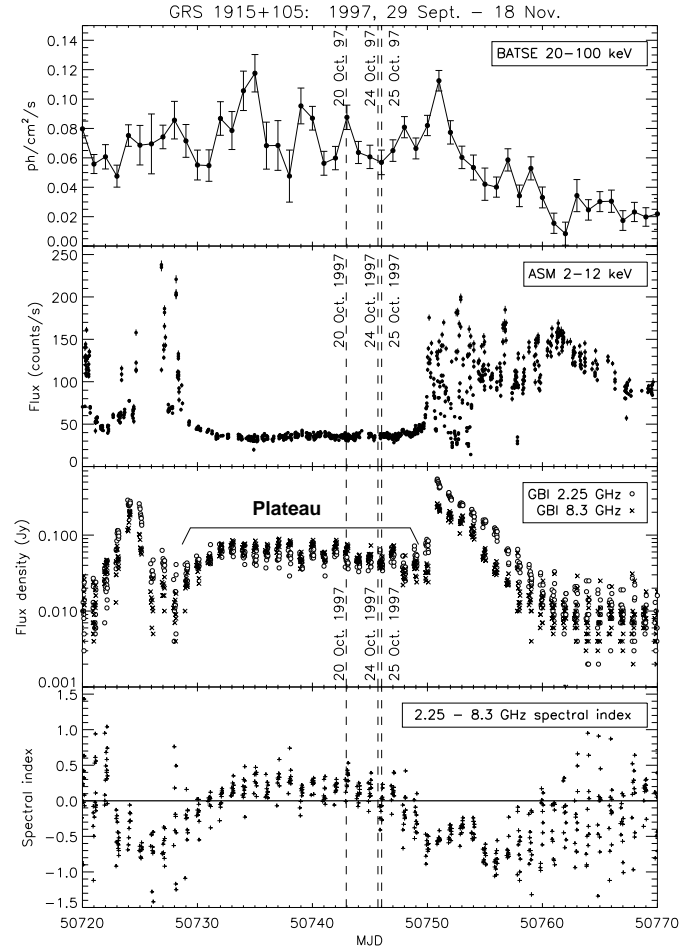 GRS 1915+105: 1997, 29 Sept. - 18 Nov.
BATSE 20-100 keV
ph/cm²/s
0.14
0.12
0.10
0.08
0.06
0.04
0.02
0.00
20 Oct. 97
24 Oct. 97
25 Oct. 97
ASM 2-12 keV
Flux (counts/s)
250
200
150
100
50
0
20 Oct. 1997
24 Oct. 1997
25 Oct. 1997
GBI 2.25 GHz
GBI 8.3 GHz
Plateau
Flux density (Jy)
0.100
0.010
0.001
20 Oct. 1997
24 Oct. 1997
25 Oct. 1997
2.25 - 8.3 GHz spectral index
Spectral index
1.5
1.0
0.5
0.0
-0.5
-1.0
-1.5
50720 50730 50740 50750 50760 50770
MJD